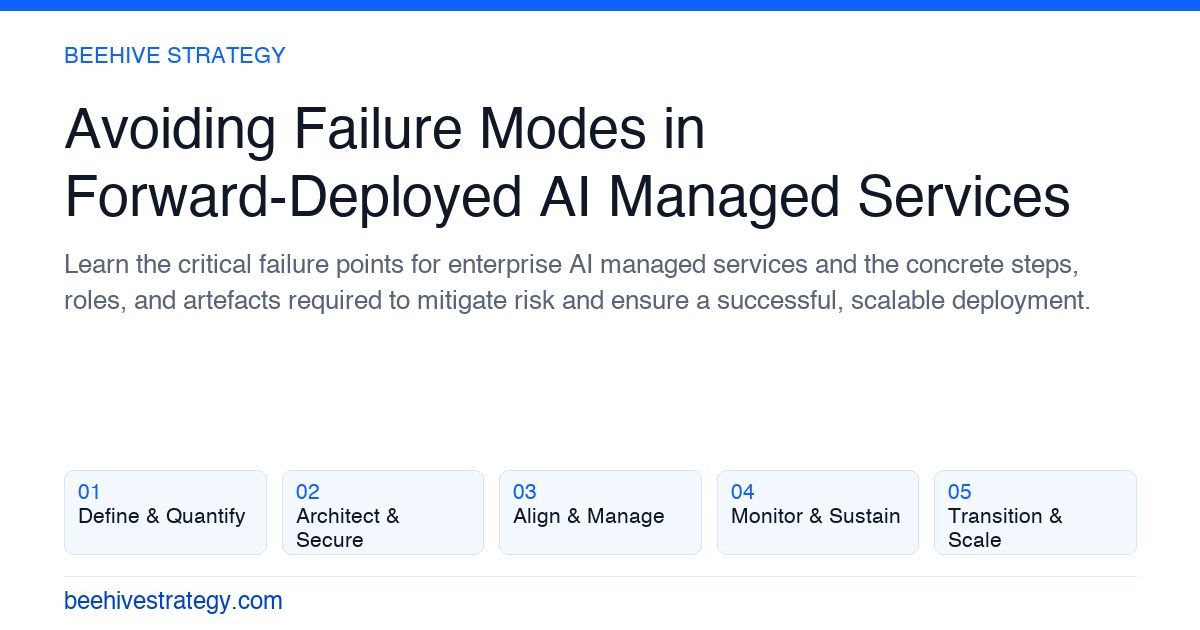 BEEHIVE STRATEGY
Avoiding Failure Modes in
Forward-Deployed AI Managed Services
Learn the critical failure points for enterprise AI managed services and the concrete steps,
roles, and artefacts required to mitigate risk and ensure a successful, scalable deployment.
01
Define & Quantify
02
Architect &
Secure
03
Align & Manage
04
Monitor & Sustain
05
Transition &
Scale
beehivestrategy.com